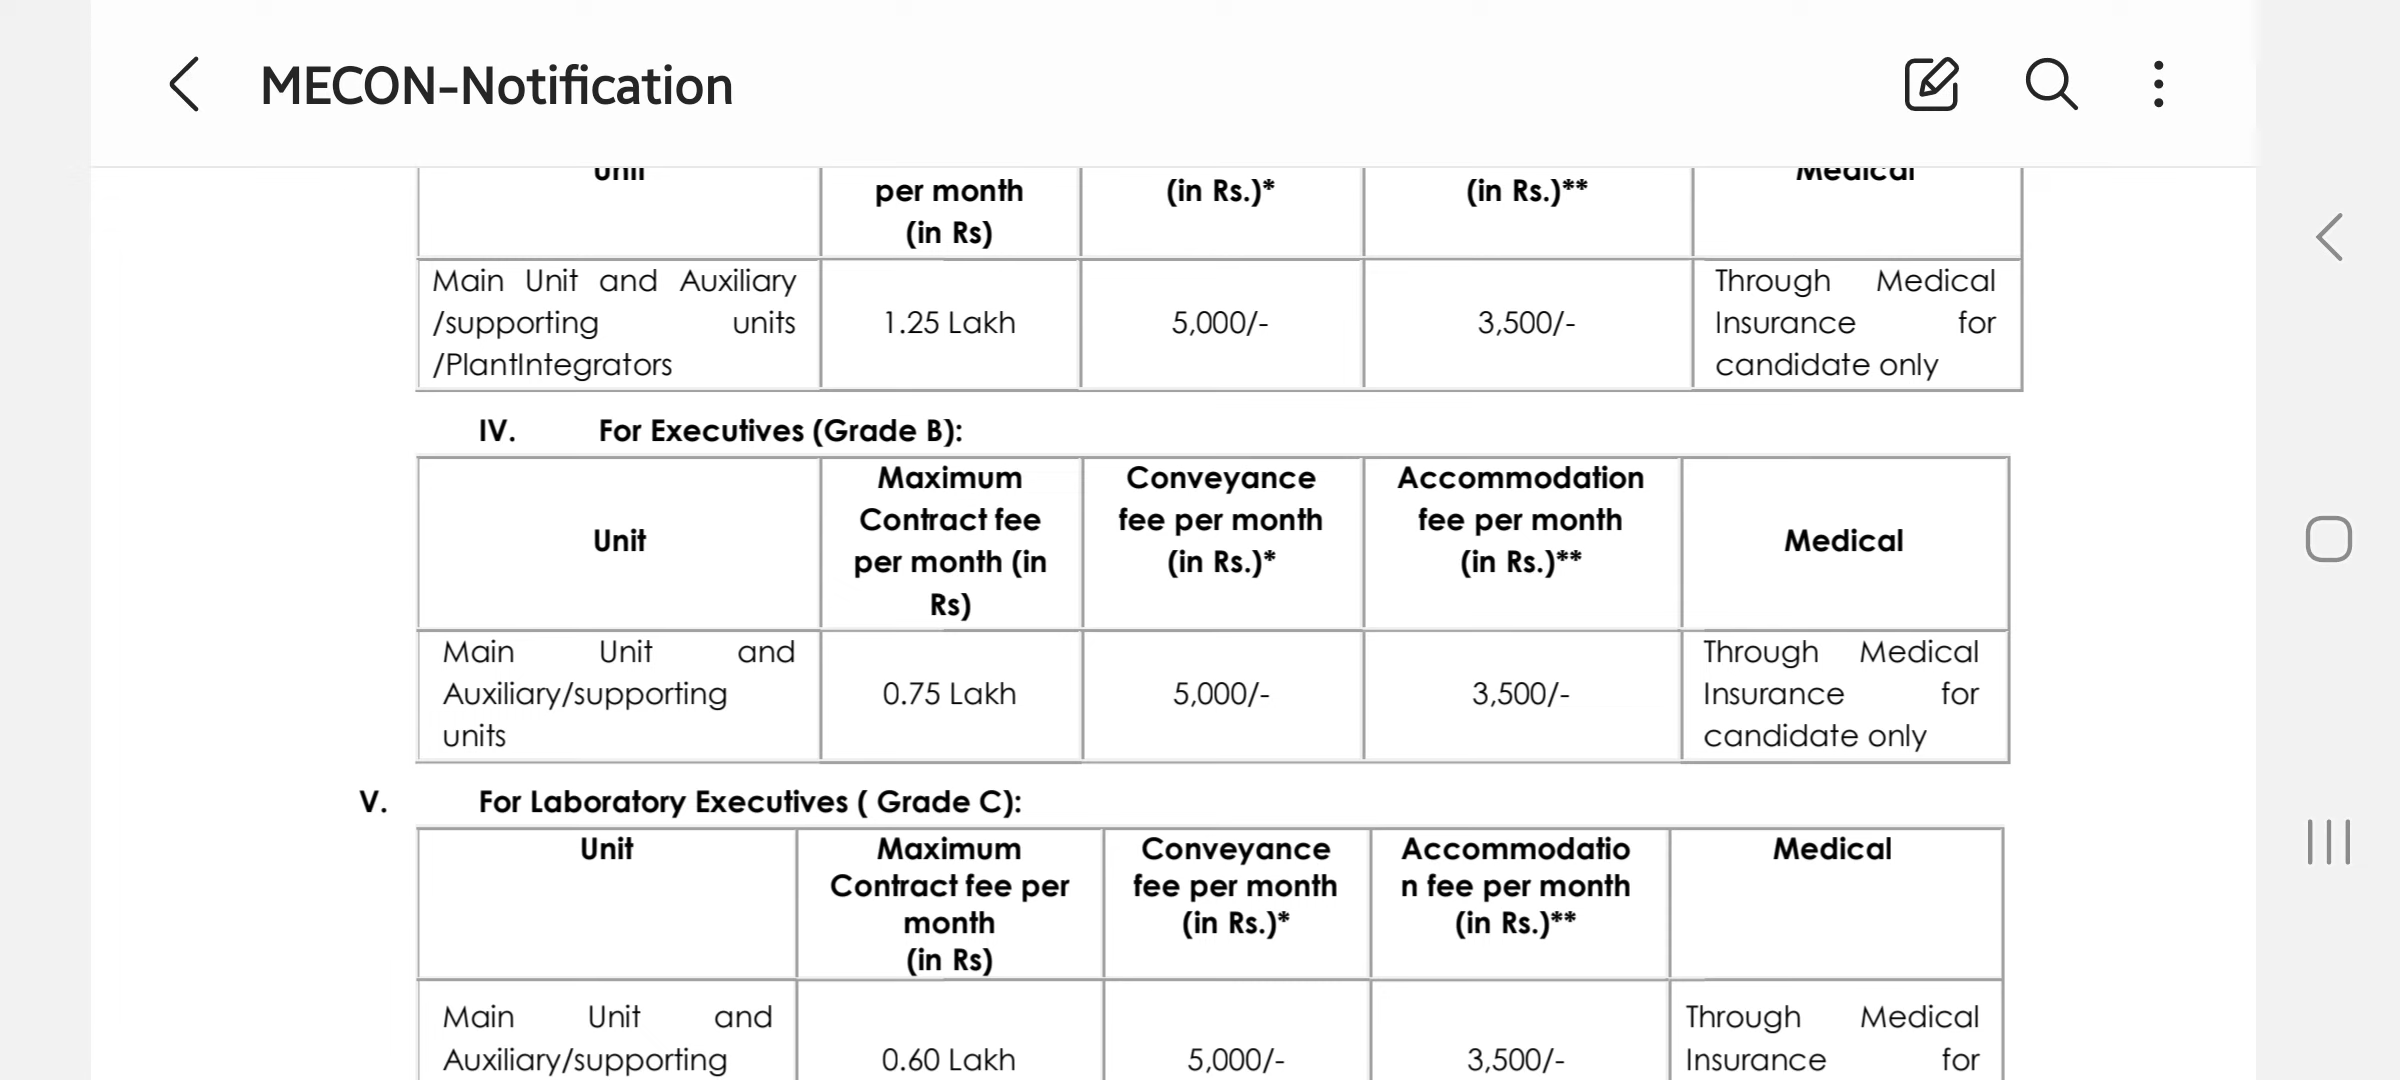 MECON-Notification
Unit
per month
(in Rs)
(in Rs.)*
(in Rs.)**
Medical
Main Unit and Auxiliary
/supporting units
/PlantIntegrators
1.25 Lakh
5,000/-
3,500/-
Through Medical
Insurance for
candidate only
IV. For Executives (Grade B):
Unit
Maximum
Contract fee
per month (in
Rs)
Conveyance
fee per month
(in Rs.)*
Accommodation
fee per month
(in Rs.)**
Medical
Main Unit and
Auxiliary/supporting
units
0.75 Lakh
5,000/-
3,500/-
Through Medical
Insurance for
candidate only
V. For Laboratory Executives ( Grade C):
Unit
Maximum
Contract fee per
month
(in Rs)
Conveyance
fee per month
(in Rs.)*
Accommodatio
n fee per month
(in Rs.)**
Medical
Main Unit and
Auxiliary/supporting
0.60 Lakh
5,000/-
3,500/-
Through Medical
Insurance for